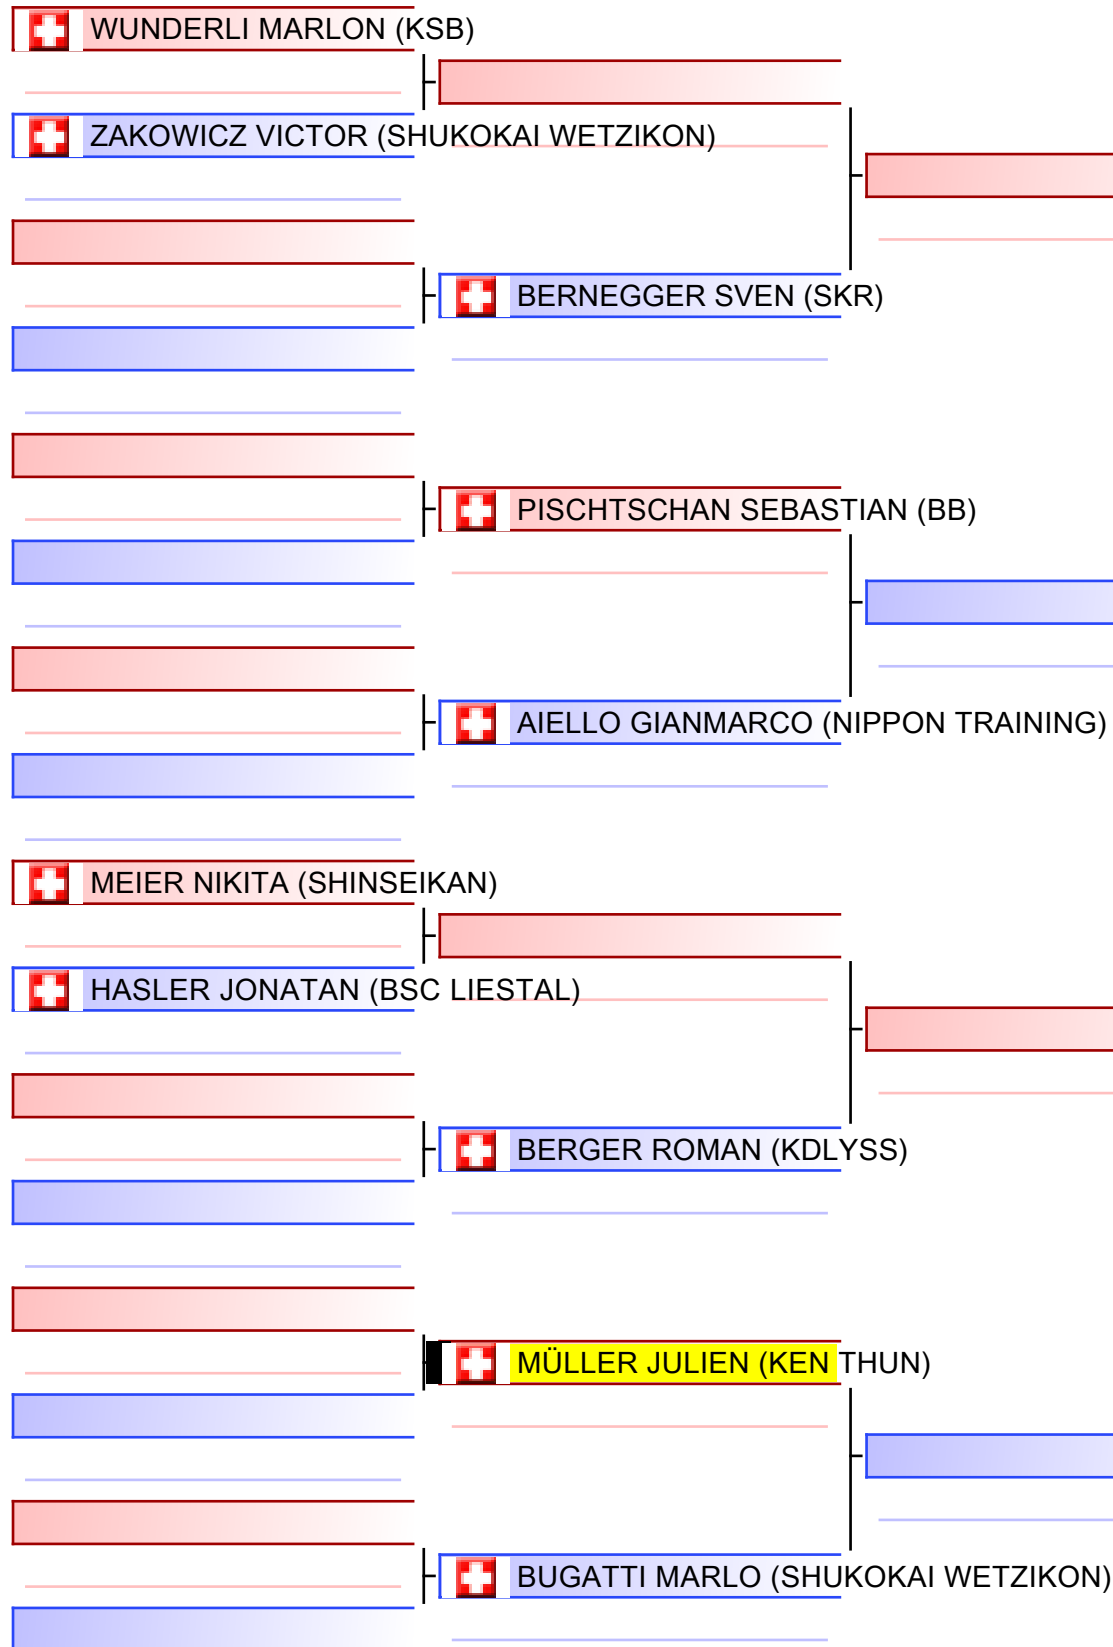 WUNDERLI MARLON (KSB)
ZAKOWICZ VICTOR (SHUKOKAI WETZIKON)
BERNEGGER SVEN (SKR)
PISCHTSCHAN SEBASTIAN (BB)
AIELLO GIANMARCO (NIPPON TRAINING)
MEIER NIKITA (SHINSEIKAN)
HASLER JONATAN (BSC LIESTAL)
BERGER ROMAN (KDLYSS)
MÜLLER JULIEN (KEN THUN)
BUGATTI MARLO (SHUKOKAI WETZIKON)